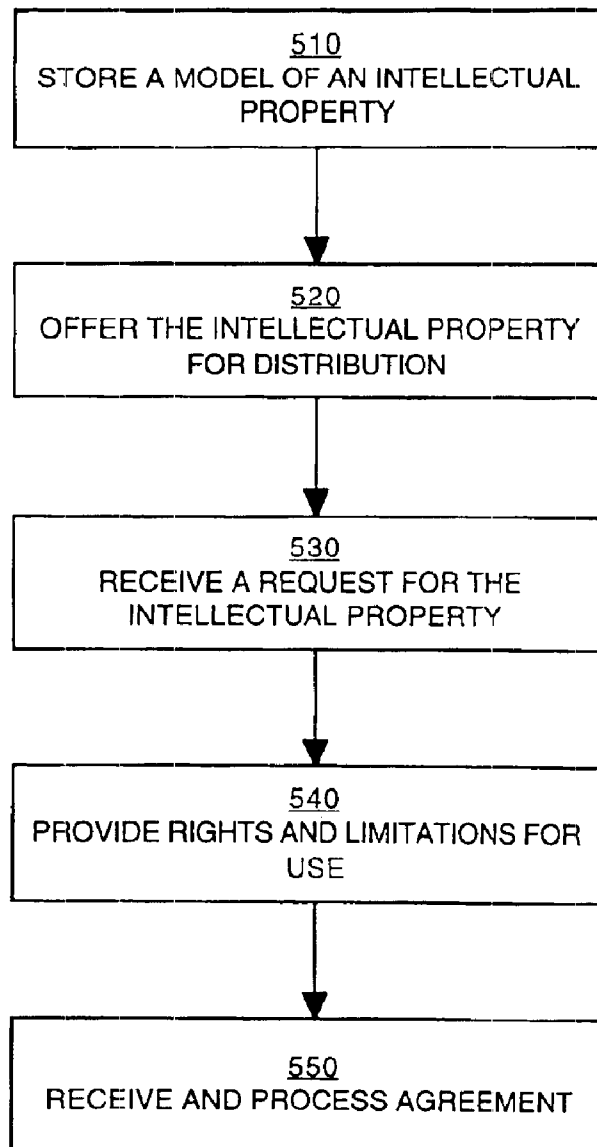 510
STORE A MODEL OF AN INTELLECTUAL
PROPERTY
520
OFFER THE INTELLECTUAL PROPERTY
FOR DISTRIBUTION
530
RECEIVE A REQUEST FOR THE
INTELLECTUAL PROPERTY
540
PROVIDE RIGHTS AND LIMITATIONS FOR
USE
550
RECEIVE AND PROCESS AGREEMENT